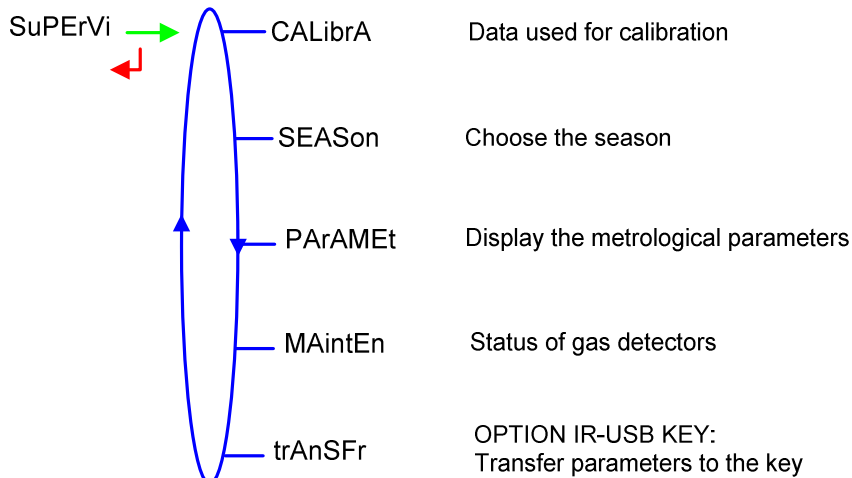 SuPErVi
CALibrA Data used for calibration
SEASon Choose the season
PArAMEt Display the metrological parameters
MAintEn Status of gas detectors
trAnSFr OPTION IR-USB KEY:
Transfer parameters to the key